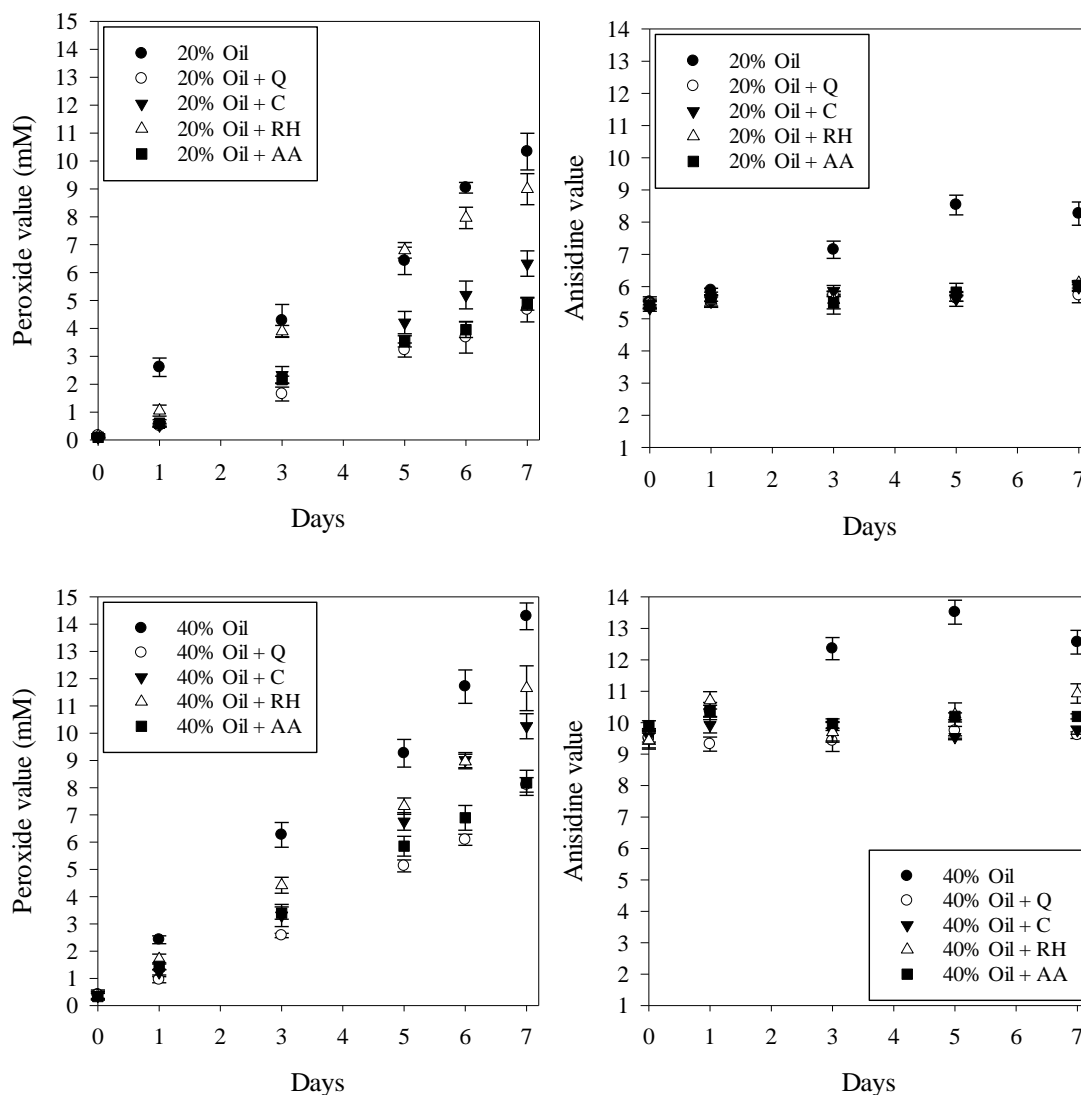 Peroxide value (mM)
15
14
13
12
11
10
9
8
7
6
5
4
3
2
1
0
20% Oil
20% Oil + Q
20% Oil + C
20% Oil + RH
20% Oil + AA
0 1 2 3 4 5 6 7
Days
Anisidine value
14
13
12
11
10
9
8
7
6
5
4
3
2
1
20% Oil
20% Oil + Q
20% Oil + C
20% Oil + RH
20% Oil + AA
0 1 2 3 4 5 6 7
Days
Peroxide value (mM)
15
14
13
12
11
10
9
8
7
6
5
4
3
2
1
0
40% Oil
40% Oil + Q
40% Oil + C
40% Oil + RH
40% Oil + AA
0 1 2 3 4 5 6 7
Days
Anisidine value
14
13
12
11
10
9
8
7
6
5
4
3
2
1
40% Oil
40% Oil + Q
40% Oil + C
40% Oil + RH
40% Oil + AA
0 1 2 3 4 5 6 7
Days